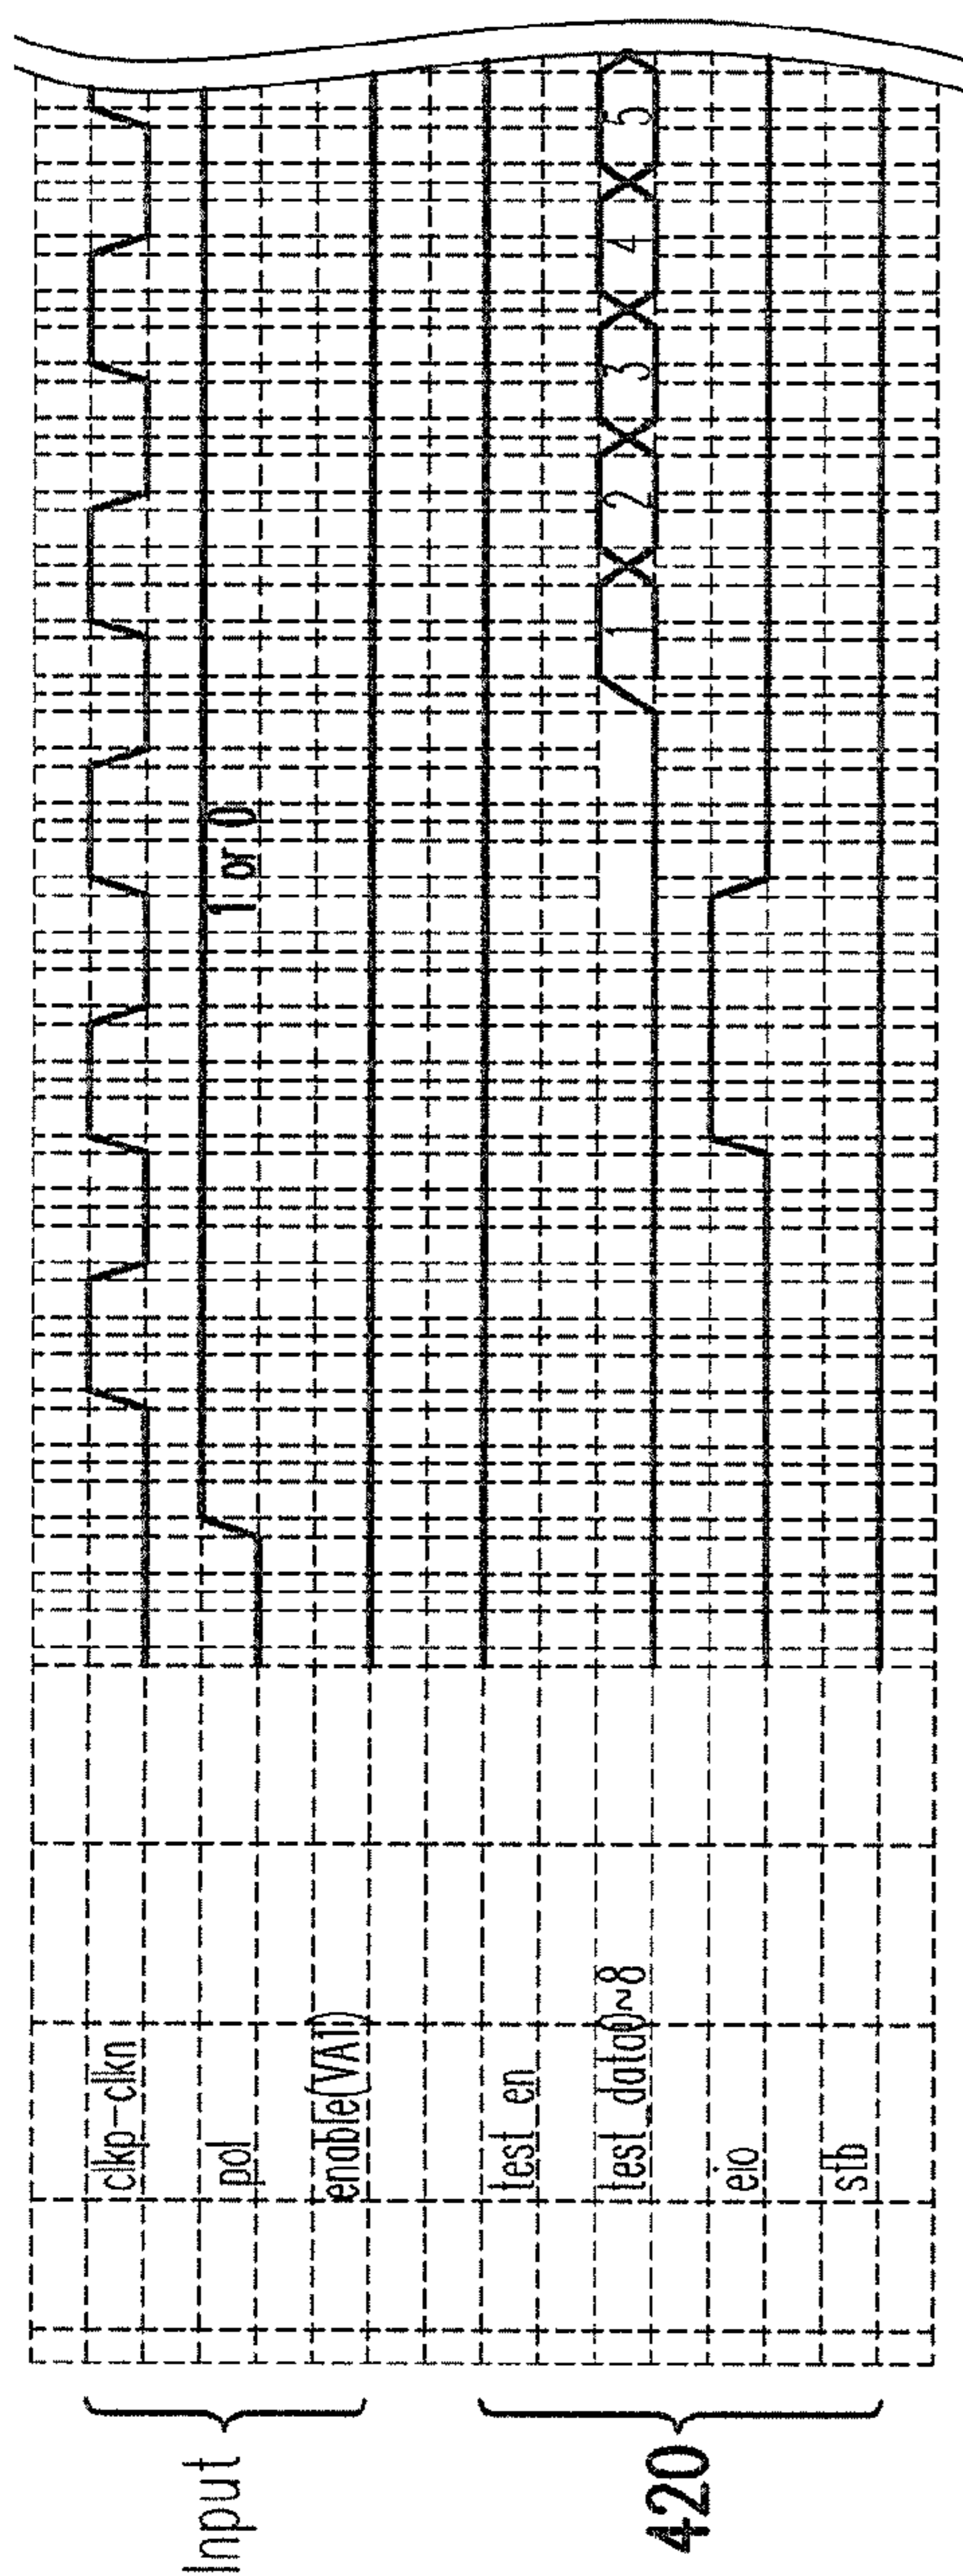 Input
clkp-clkn
pol
1 or 0
enable(VA1)
420
test_en
test_data0~8
1 2 3 4 5
eio
stb